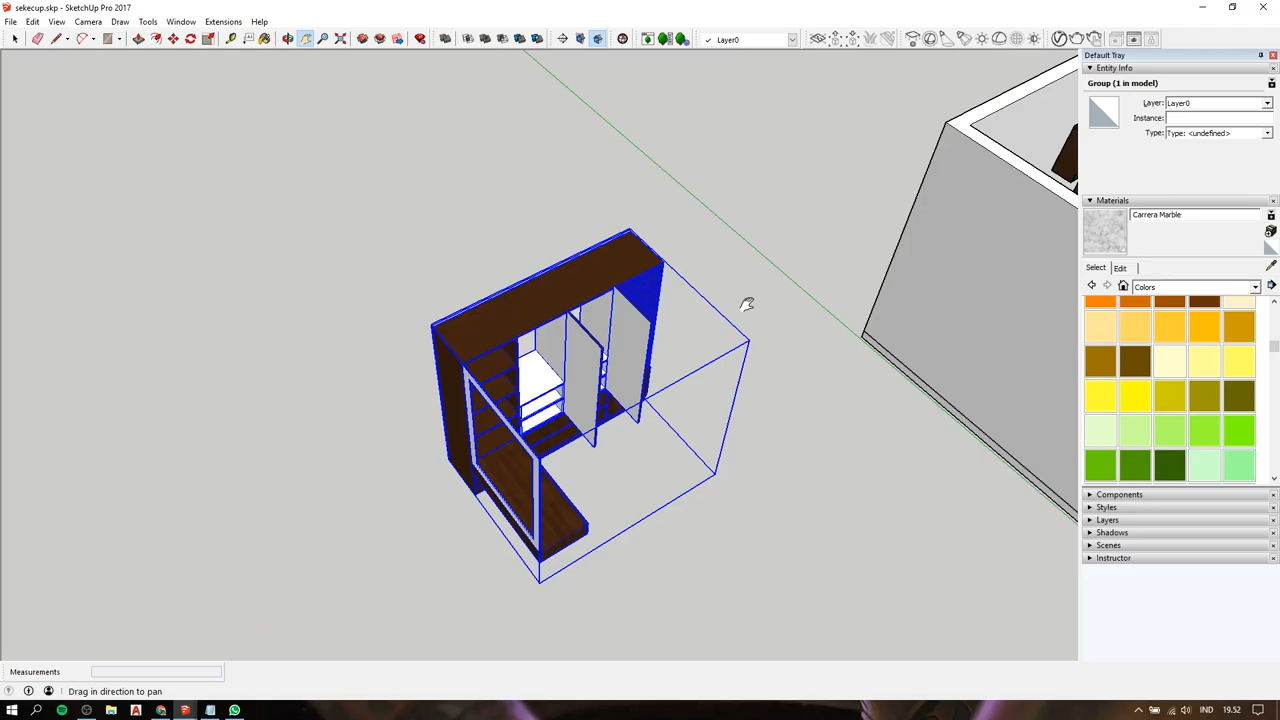 sekecup.skp - SketchUp Pro 2017
File Edit View Camera Draw Tools Window Extensions Help
Layer0
Default Tray
Entity Info
Group (1 in model)
Layer: Layer0
Instance:
Type: Type: <undefined>
Materials
Carrera Marble
Select Edit
Colors
Components
Styles
Layers
Shadows
Scenes
Instructor
Measurements
Drag in direction to pan
IND 19.52